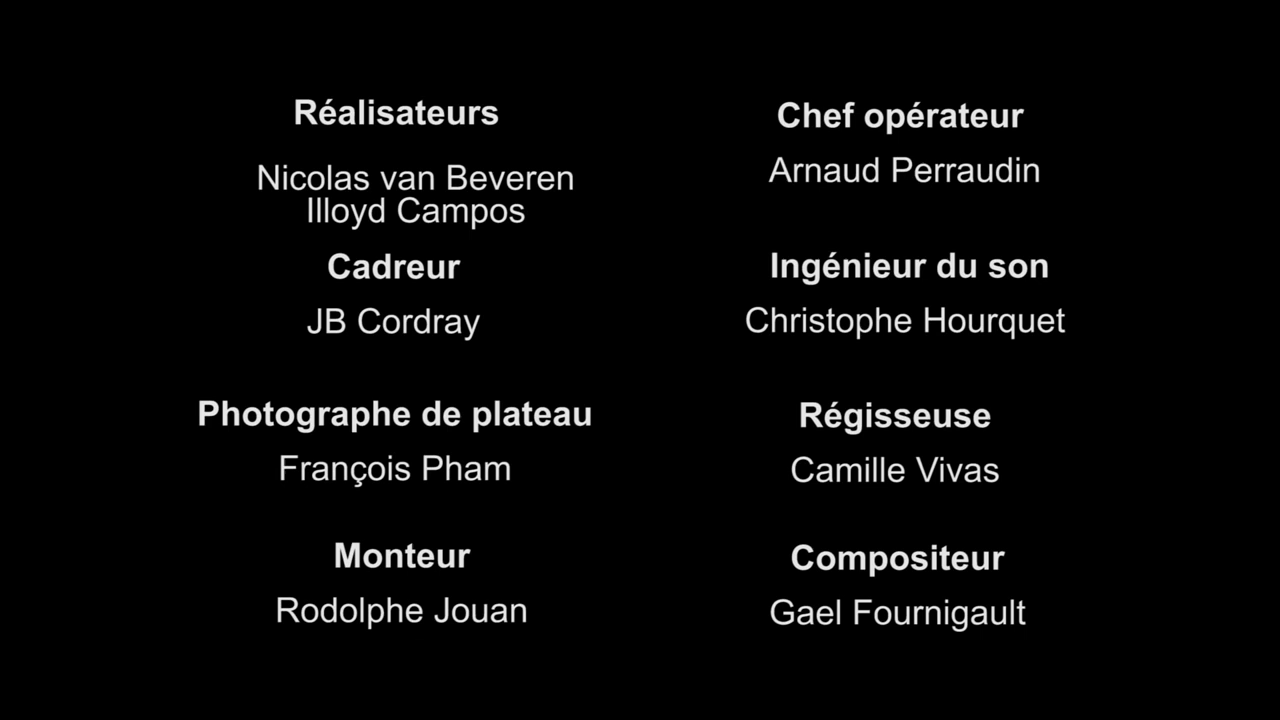 Réalisateurs
Nicolas van Beveren
Illoyd Campos
Chef opérateur
Arnaud Perraudin
Cadreur
JB Cordray
Ingénieur du son
Christophe Hourquet
Photographe de plateau
François Pham
Régisseuse
Camille Vivas
Monteur
Rodolphe Jouan
Compositeur
Gael Fournigault